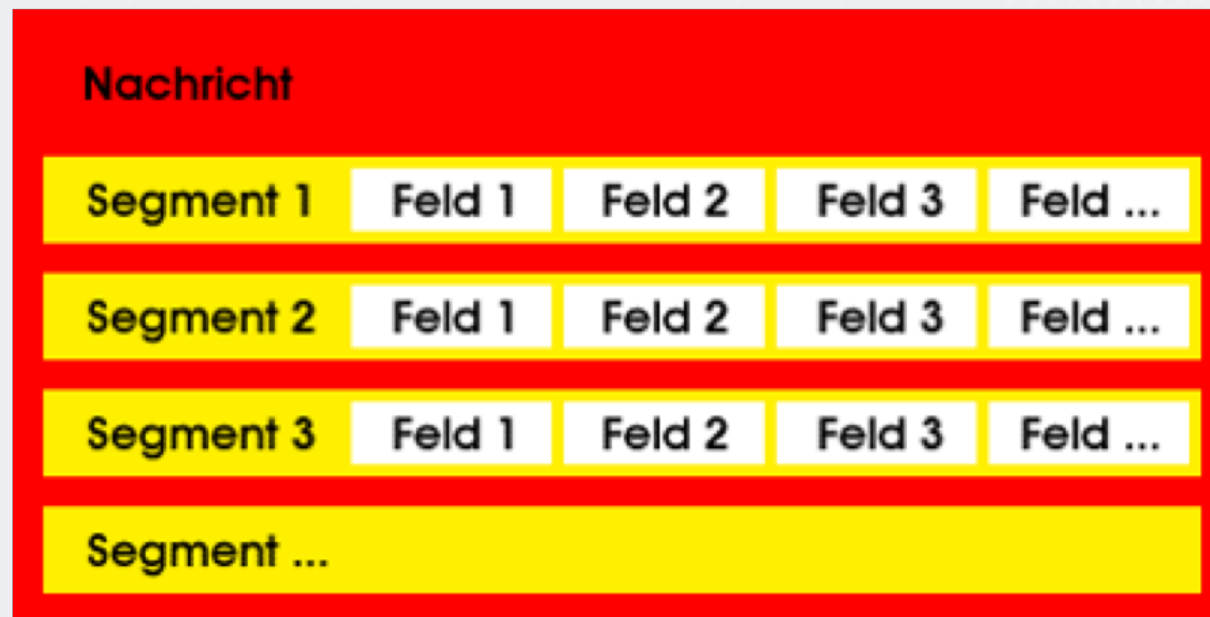 Nachricht
Segment 1 Feld 1 Feld 2 Feld 3 Feld ...
Segment 2 Feld 1 Feld 2 Feld 3 Feld ...
Segment 3 Feld 1 Feld 2 Feld 3 Feld ...
Segment ...